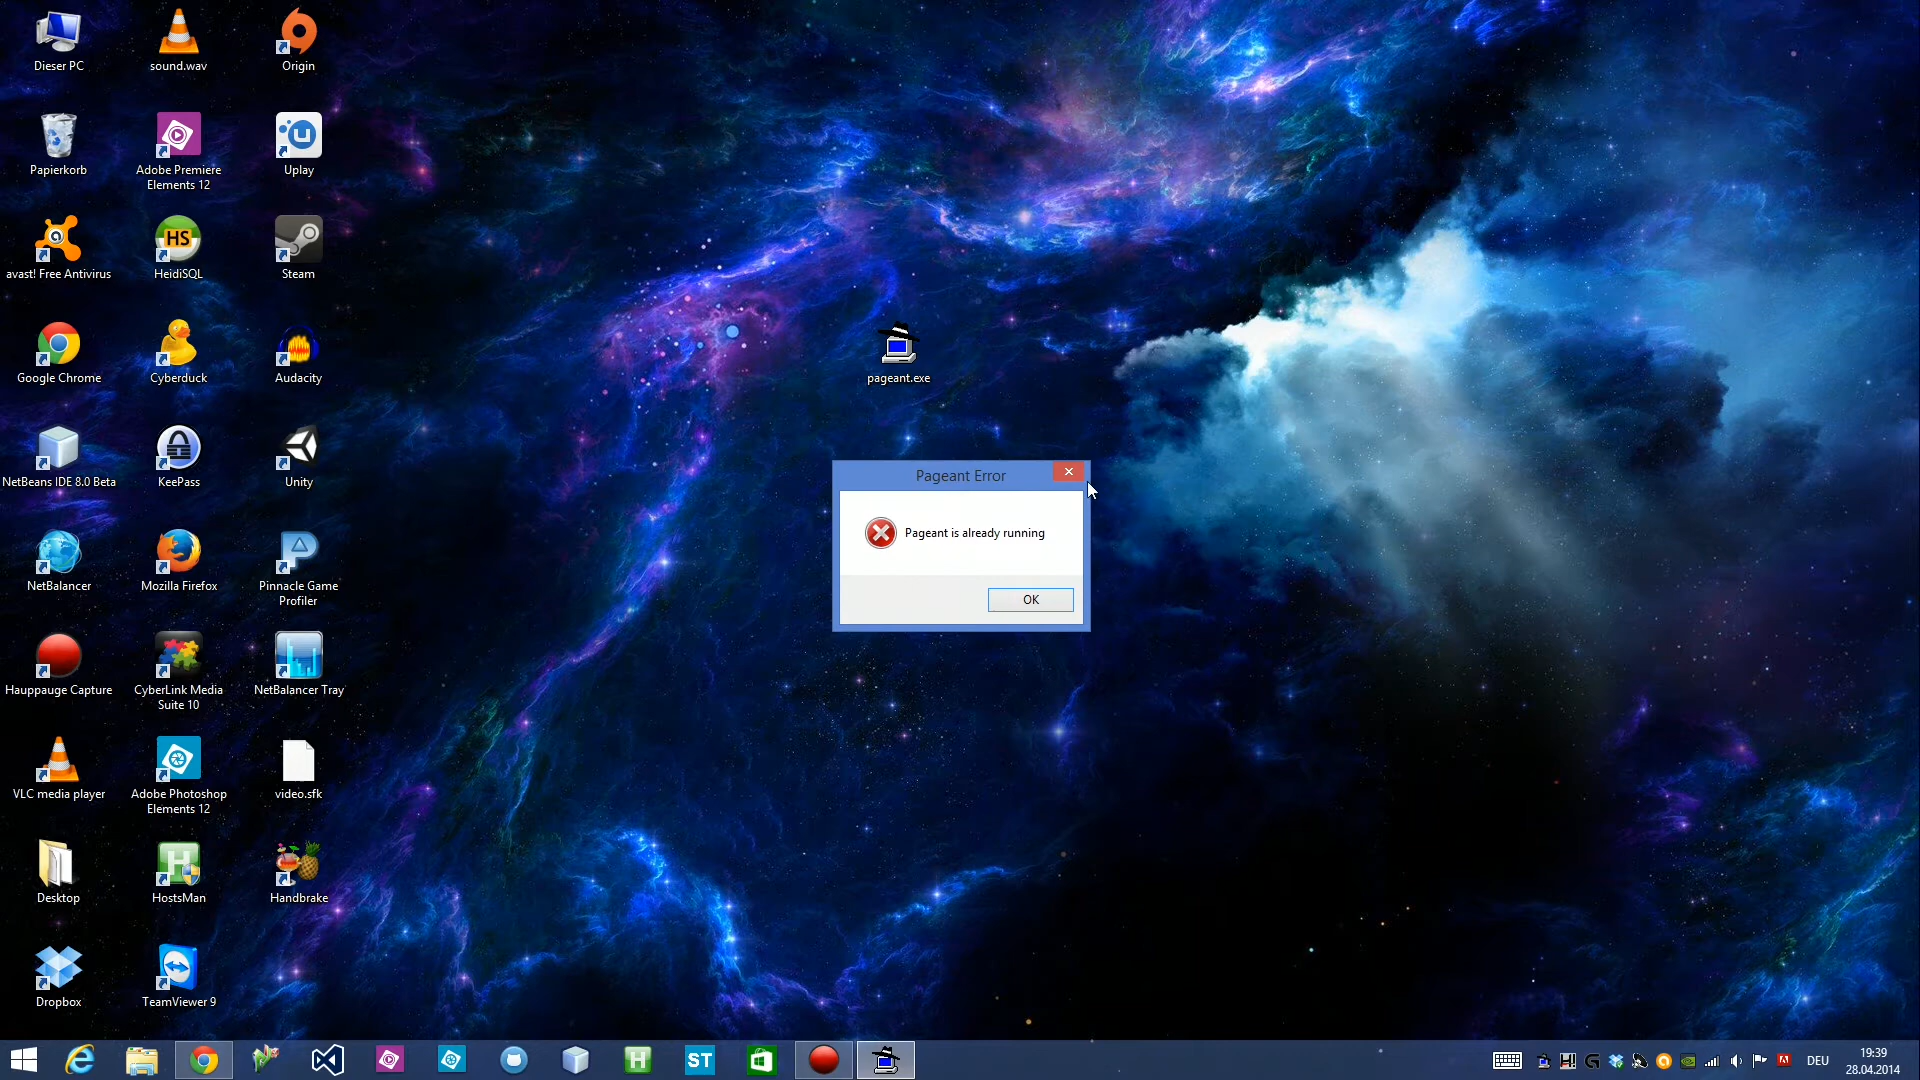 Dieser PC
sound.wav
Origin
Papierkorb
Adobe Premiere
Elements 12
Uplay
avast! Free Antivirus
HS
HeidiSQL
Steam
Google Chrome
Cyberduck
Audacity
pageant.exe
NetBeans IDE 8.0 Beta
KeePass
Unity
Pageant Error
Pageant is already running
OK
NetBalancer
Mozilla Firefox
Pinnacle Game
Profiler
Hauppauge Capture
CyberLink Media
Suite 10
NetBalancer Tray
VLC media player
Adobe Photoshop
Elements 12
video.sfk
Desktop
H
HostsMan
Handbrake
Dropbox
TeamViewer 9
H
ST
DEU
19:39
28.04.2014